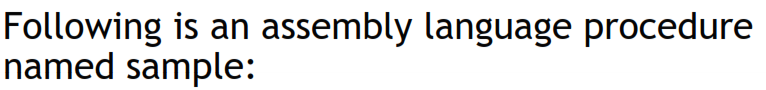 Following is an assembly language procedure
named sample: